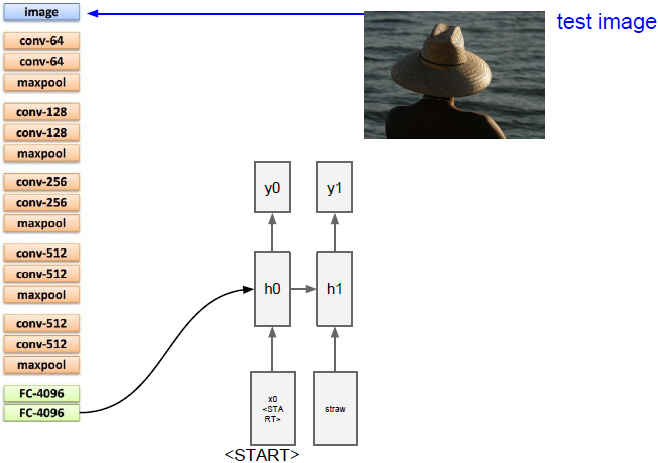 image
test image
conv-64
conv-64
maxpool
conv-128
conv-128
maxpool
conv-256
conv-256
maxpool
conv-512
conv-512
maxpool
conv-512
conv-512
maxpool
FC-4096
FC-4096
y0
y1
h0
h1
x0
<STA
RT>
straw
<START>